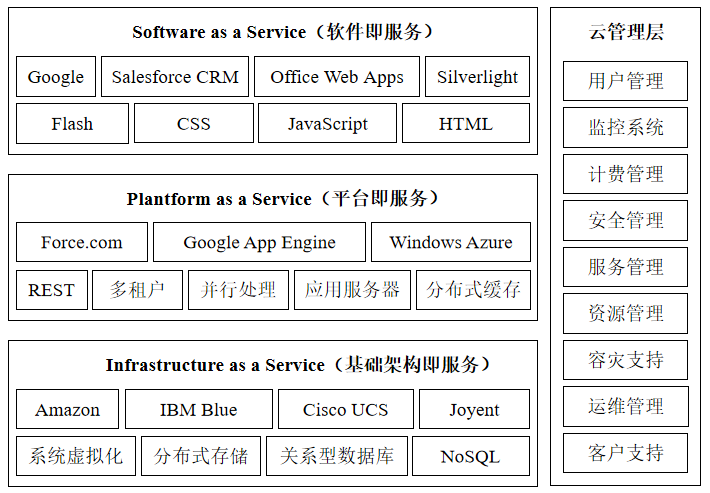 Software as a Service（软件即服务）
Google
Salesforce CRM
Office Web Apps
Silverlight
Flash
CSS
JavaScript
HTML
Plantform as a Service（平台即服务）
Force.com
Google App Engine
Windows Azure
REST
多租户
并行处理
应用服务器
分布式缓存
Infrastructure as a Service（基础架构即服务）
Amazon
IBM Blue
Cisco UCS
Joyent
系统虚拟化
分布式存储
关系型数据库
NoSQL
云管理层
用户管理
监控系统
计费管理
安全管理
服务管理
资源管理
容灾支持
运维管理
客户支持